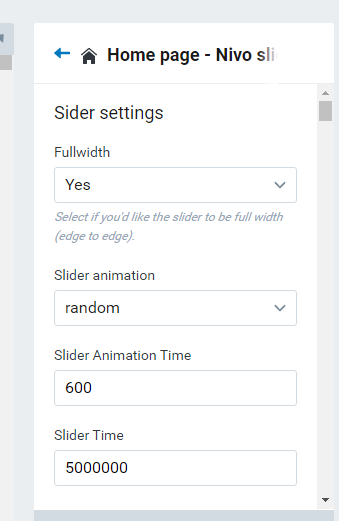 Home page - Nivo sli
Sider settings
Fullwidth
Yes
Select if you'd like the slider to be full width
(edge to edge).
Slider animation
random
Slider Animation Time
600
Slider Time
5000000